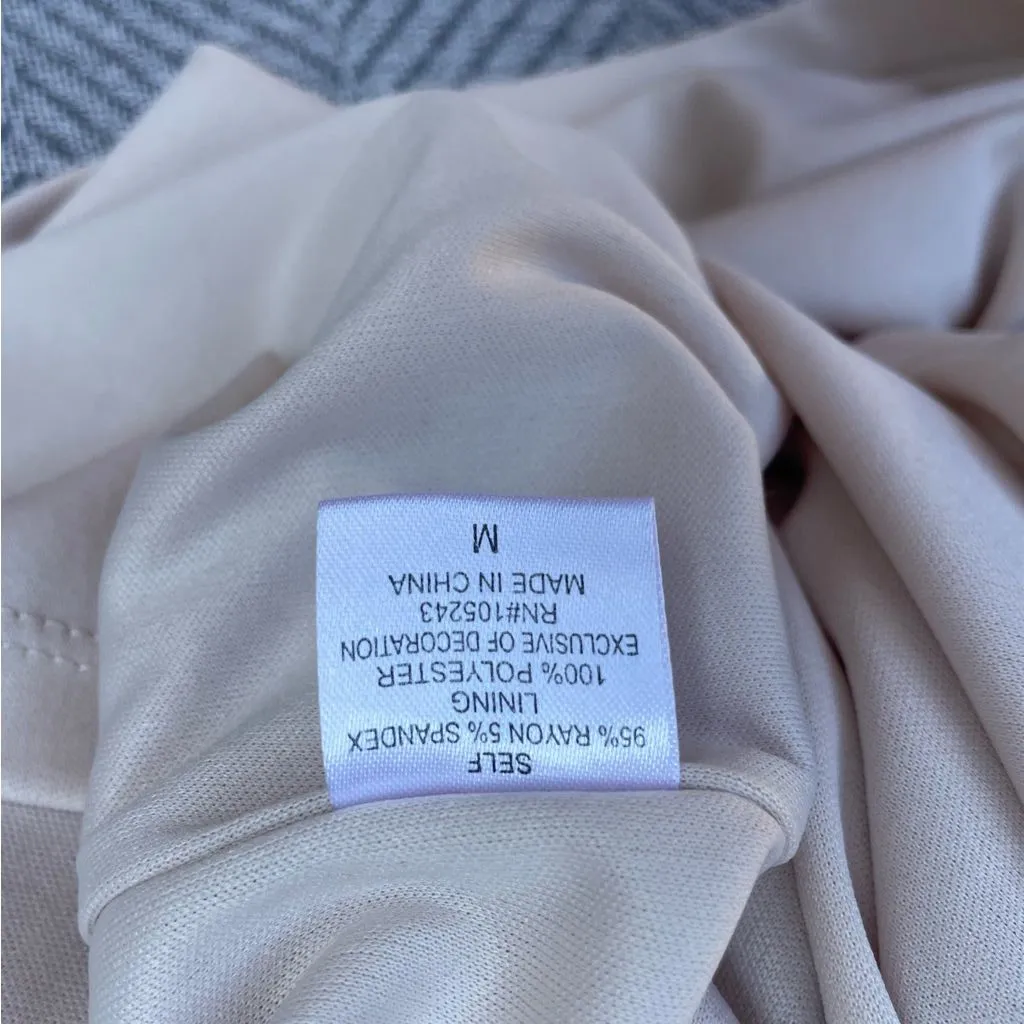 SELF
95% RAYON 5% SPANDEX
LINING
100% POLYESTER
EXCLUSIVE OF DECORATION
RN#105243
MADE IN CHINA
M